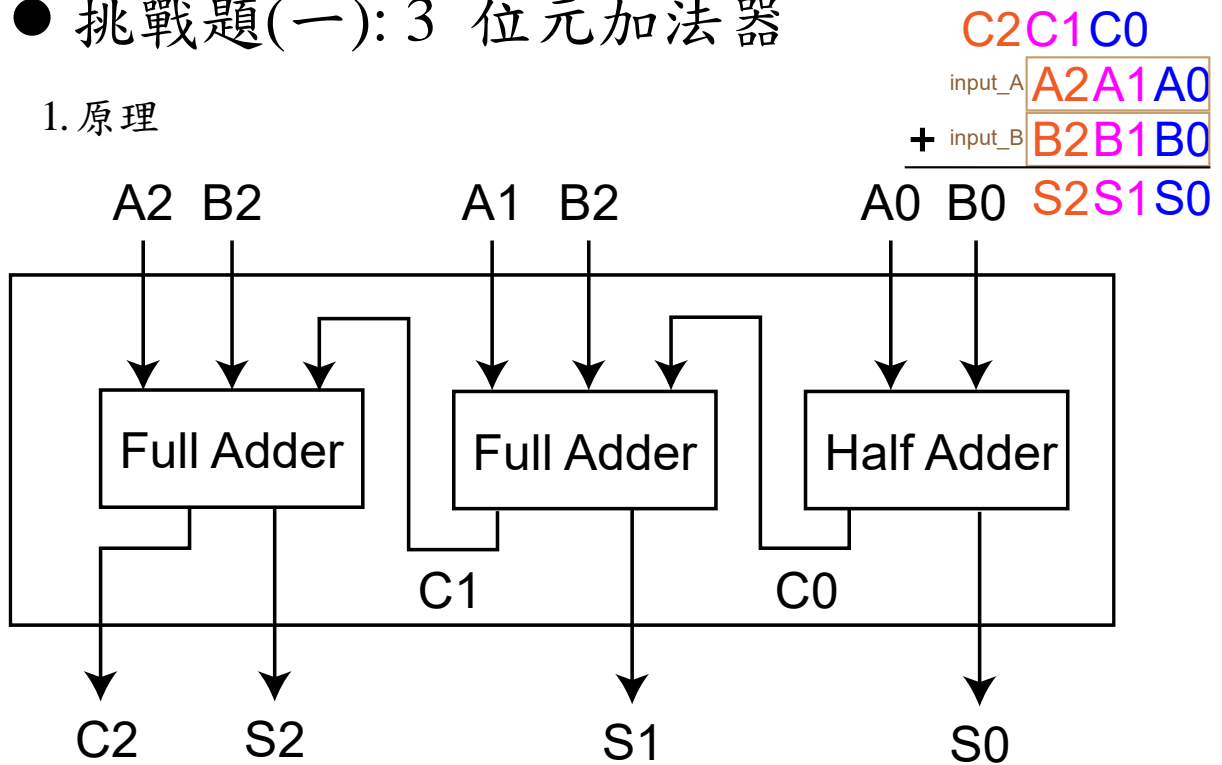 ● 挑戰題(一): 3 位元加法器
C2C1C0
input_A A2A1A0
1. 原理
+ input_B B2B1B0
S2S1S0
A2 B2 A1 B2 A0 B0
Full Adder Full Adder Half Adder
C1 C0
C2 S2 S1 S0